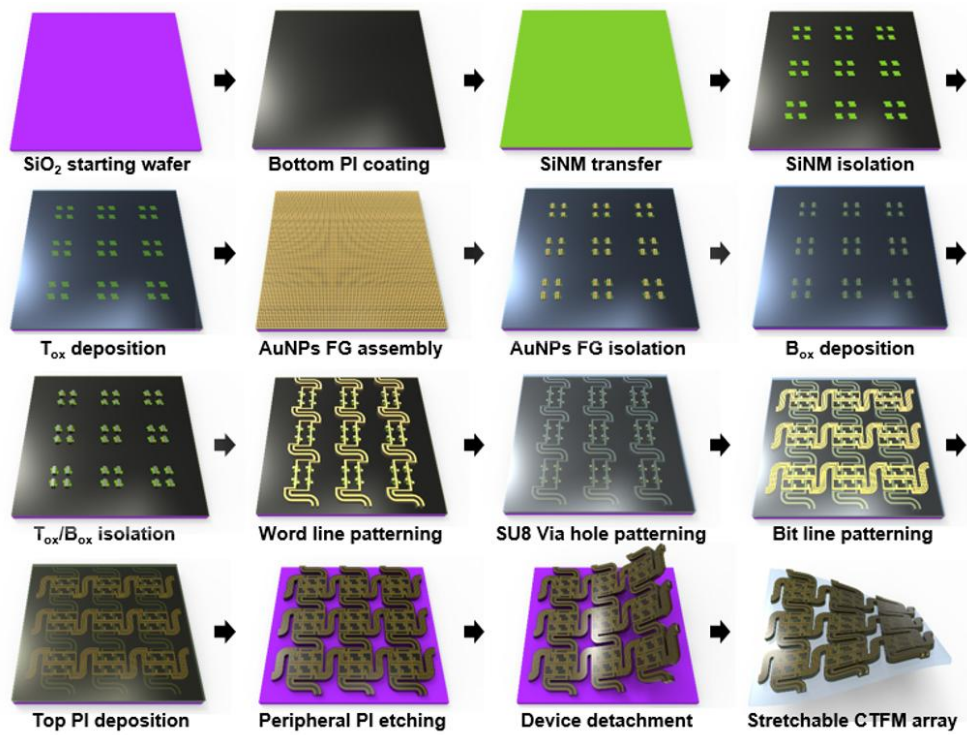 SiO₂ starting wafer
Bottom PI coating
SiNM transfer
SiNM isolation
Tₒₓ deposition
AuNPs FG assembly
AuNPs FG isolation
Bₒₓ deposition
Tₒₓ/Bₒₓ isolation
Word line patterning
SU8 Via hole patterning
Bit line patterning
Top PI deposition
Peripheral PI etching
Device detachment
Stretchable CTFM array